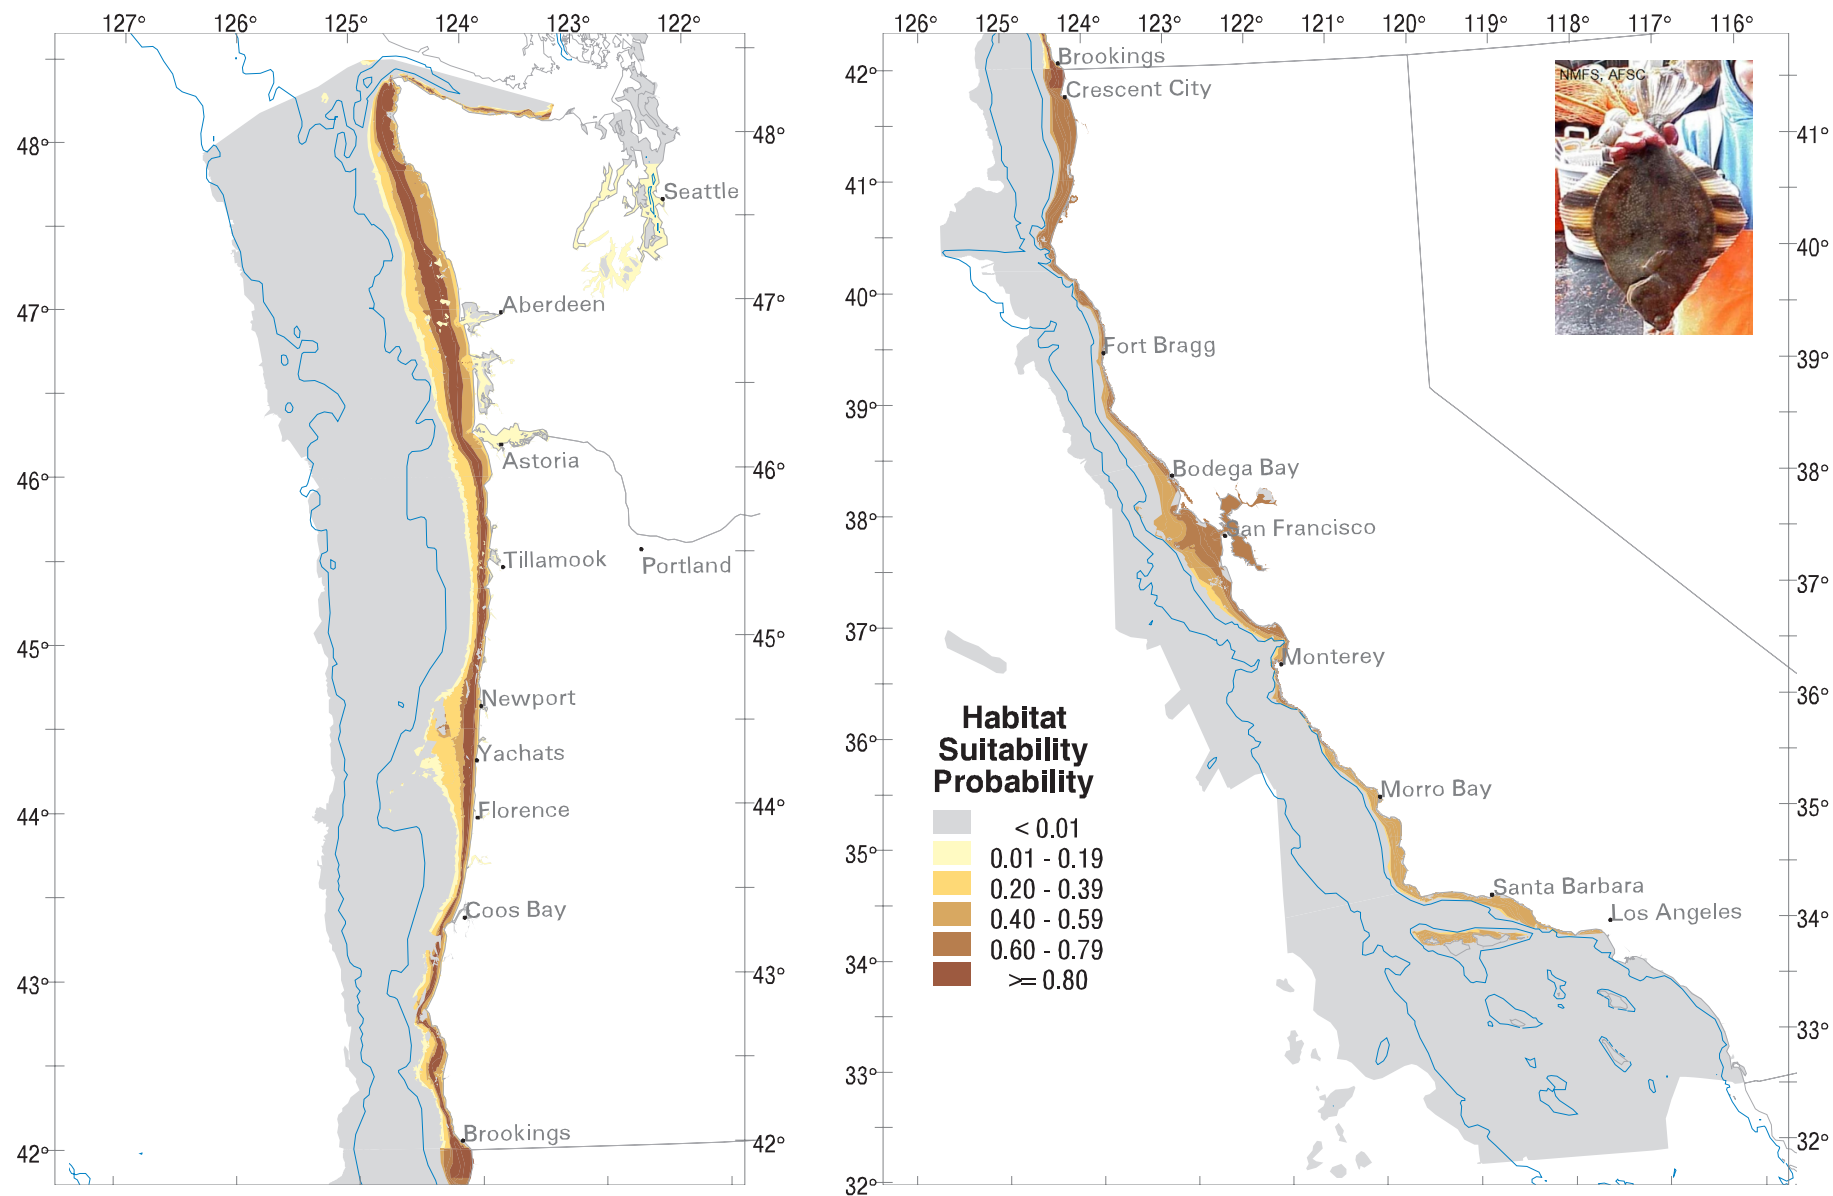 127° 126° 125° 124° 123° 122°
48°
47°
46°
45°
44°
43°
42°
48°
47°
46°
45°
44°
43°
42°
Seattle
Aberdeen
Astoria
Tillamook
Portland
Newport
Yachats
Florence
Coos Bay
Brookings
126° 125° 124° 123° 122° 121° 120° 119° 118° 117° 116°
42°
41°
40°
39°
38°
37°
36°
35°
34°
33°
32°
41°
40°
39°
38°
37°
36°
35°
34°
33°
32°
Brookings
Crescent City
Fort Bragg
Bodega Bay
San Francisco
Monterey
Morro Bay
Santa Barbara
Los Angeles
NMFS, AFSC
Habitat
Suitability
Probability
< 0.01
0.01 - 0.19
0.20 - 0.39
0.40 - 0.59
0.60 - 0.79
>= 0.80